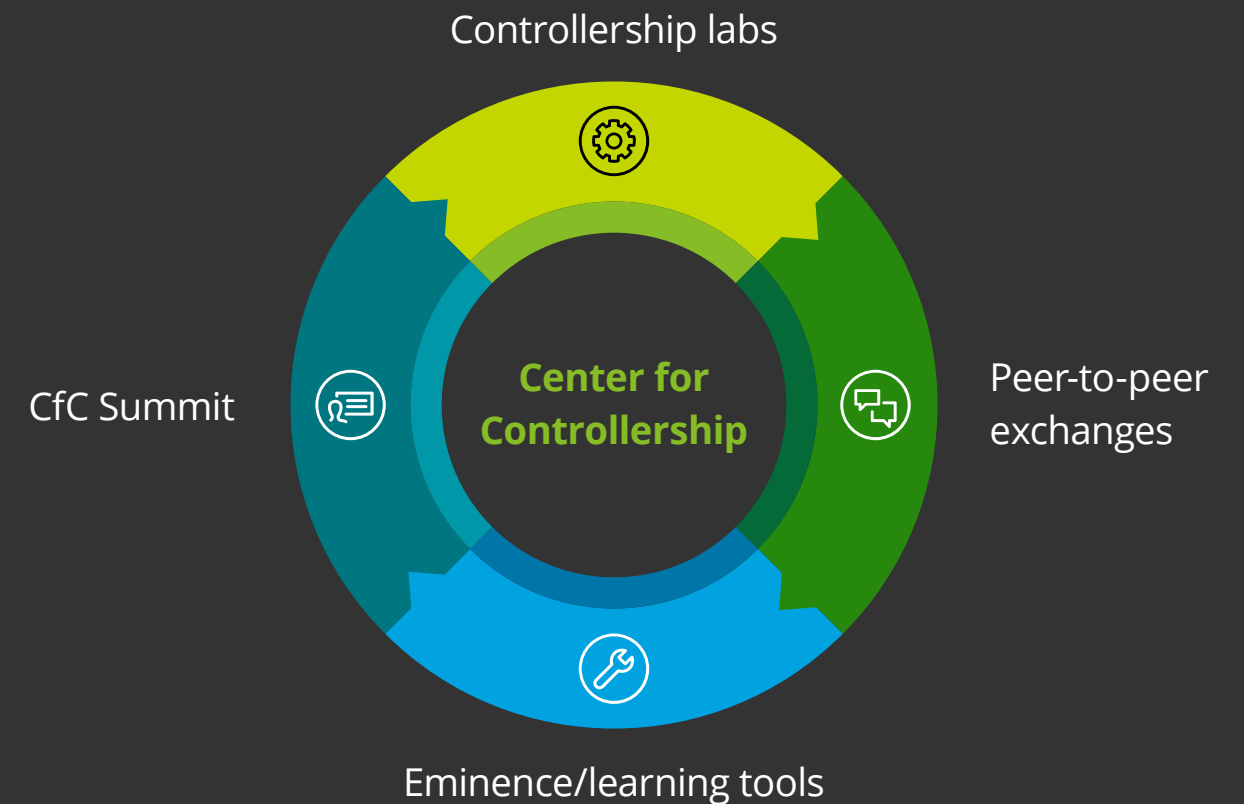 Controllership labs
CfC Summit
Center for
Controllership
Peer-to-peer
exchanges
Eminence/learning tools